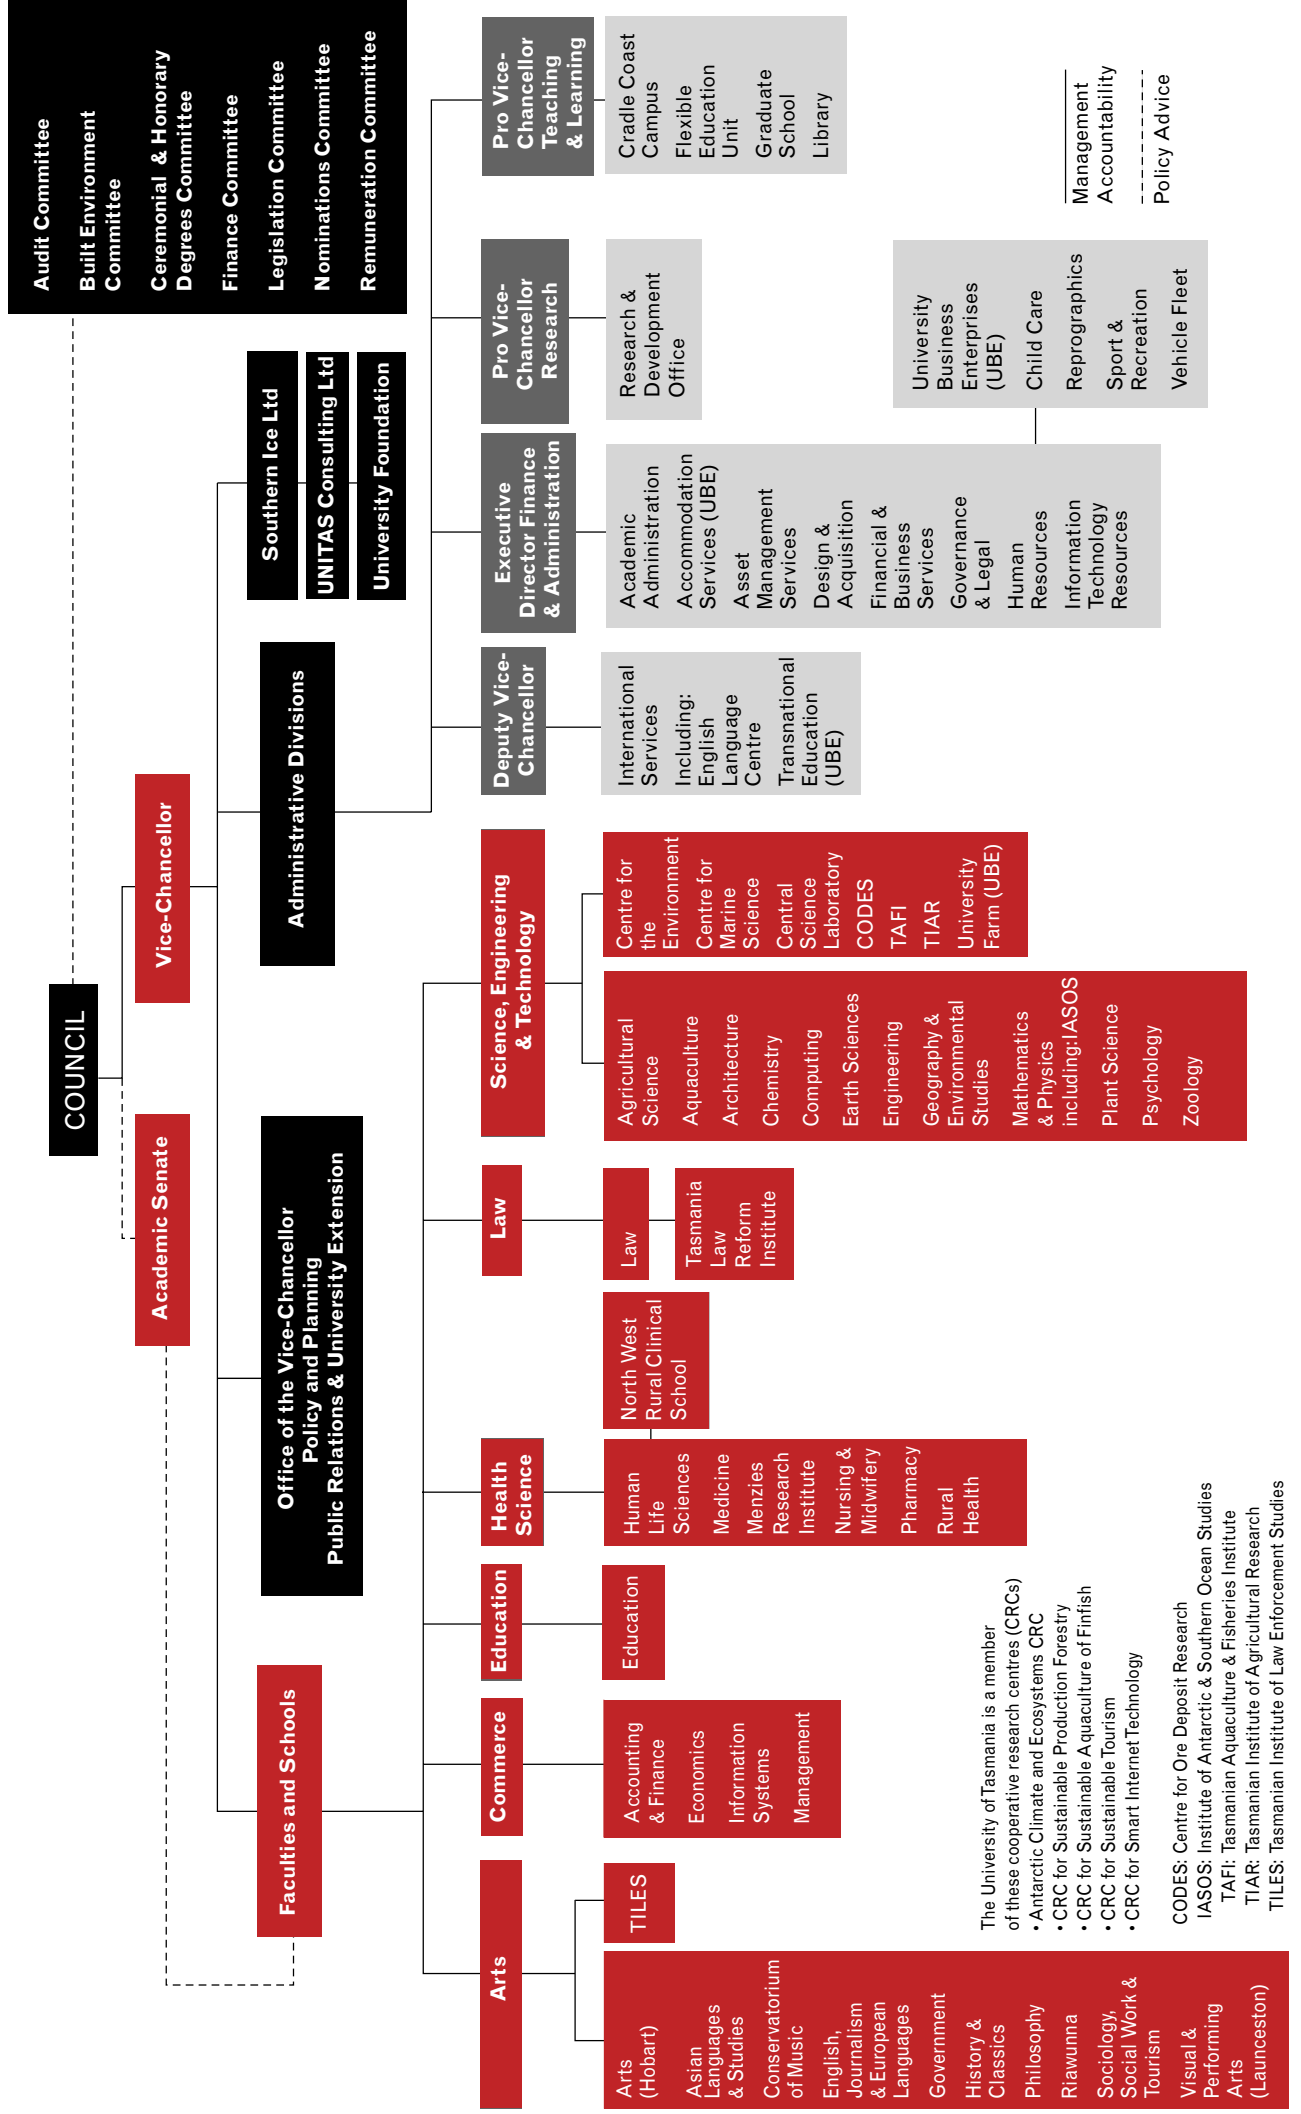 COUNCIL
Audit Committee
Built Environment
Committee
Ceremonial & Honorary
Degrees Committee
Finance Committee
Legislation Committee
Nominations Committee
Remuneration Committee
Academic Senate
Vice-Chancellor
Faculties and Schools
Office of the Vice-Chancellor
Policy and Planning
Public Relations & University Extension
Administrative Divisions
Southern Ice Ltd
UNITAS Consulting Ltd
University Foundation
Arts
Commerce
Education
Health
Science
Law
Science, Engineering
& Technology
Deputy Vice-
Chancellor
Executive
Director Finance
& Administration
Pro Vice-
Chancellor
Research
Pro Vice-
Chancellor
Teaching
& Learning
Arts
(Hobart)
Asian
Languages
& Studies
Conservatorium
of Music
English,
Journalism
& European
Languages
Government
History &
Classics
Philosophy
Riawunna
Sociology,
Social Work &
Tourism
Visual &
Performing
Arts
(Launceston)
TILES
Accounting
& Finance
Economics
Information
Systems
Management
Education
Human
Life
Sciences
Medicine
Menzies
Research
Institute
Nursing &
Midwifery
Pharmacy
Rural
Health
North West
Rural Clinical
School
Law
Tasmania
Law
Reform
Institute
Agricultural
Science
Aquaculture
Architecture
Chemistry
Computing
Earth Sciences
Engineering
Geography &
Environmental
Studies
Mathematics
& Physics
including:IASOS
Plant Science
Psychology
Zoology
Centre for
the
Environment
Centre for
Marine
Science
Central
Science
Laboratory
CODES
TAFI
TIAR
University
Farm (UBE)
International
Services
Including:
English
Language
Centre
Transnational
Education
(UBE)
Academic
Administration
Accommodation
Services (UBE)
Asset
Management
Services
Design &
Acquisition
Financial &
Business
Services
Governance
& Legal
Human
Resources
Information
Technology
Resources
University
Business
Enterprises
(UBE)
Child Care
Reprographics
Sport &
Recreation
Vehicle Fleet
Research &
Development
Office
Cradle Coast
Campus
Flexible
Education
Unit
Graduate
School
Library
The University of Tasmania is a member
of these cooperative research centres (CRCs)
• Antarctic Climate and Ecosystems CRC
• CRC for Sustainable Production Forestry
• CRC for Sustainable Aquaculture of Finfish
• CRC for Sustainable Tourism
• CRC for Smart Internet Technology
CODES: Centre for Ore Deposit Research
IASOS: Institute of Antarctic & Southern Ocean Studies
TAFI: Tasmanian Aquaculture & Fisheries Institute
TIAR: Tasmanian Institute of Agricultural Research
TILES: Tasmanian Institute of Law Enforcement Studies
Management
Accountability
Policy Advice